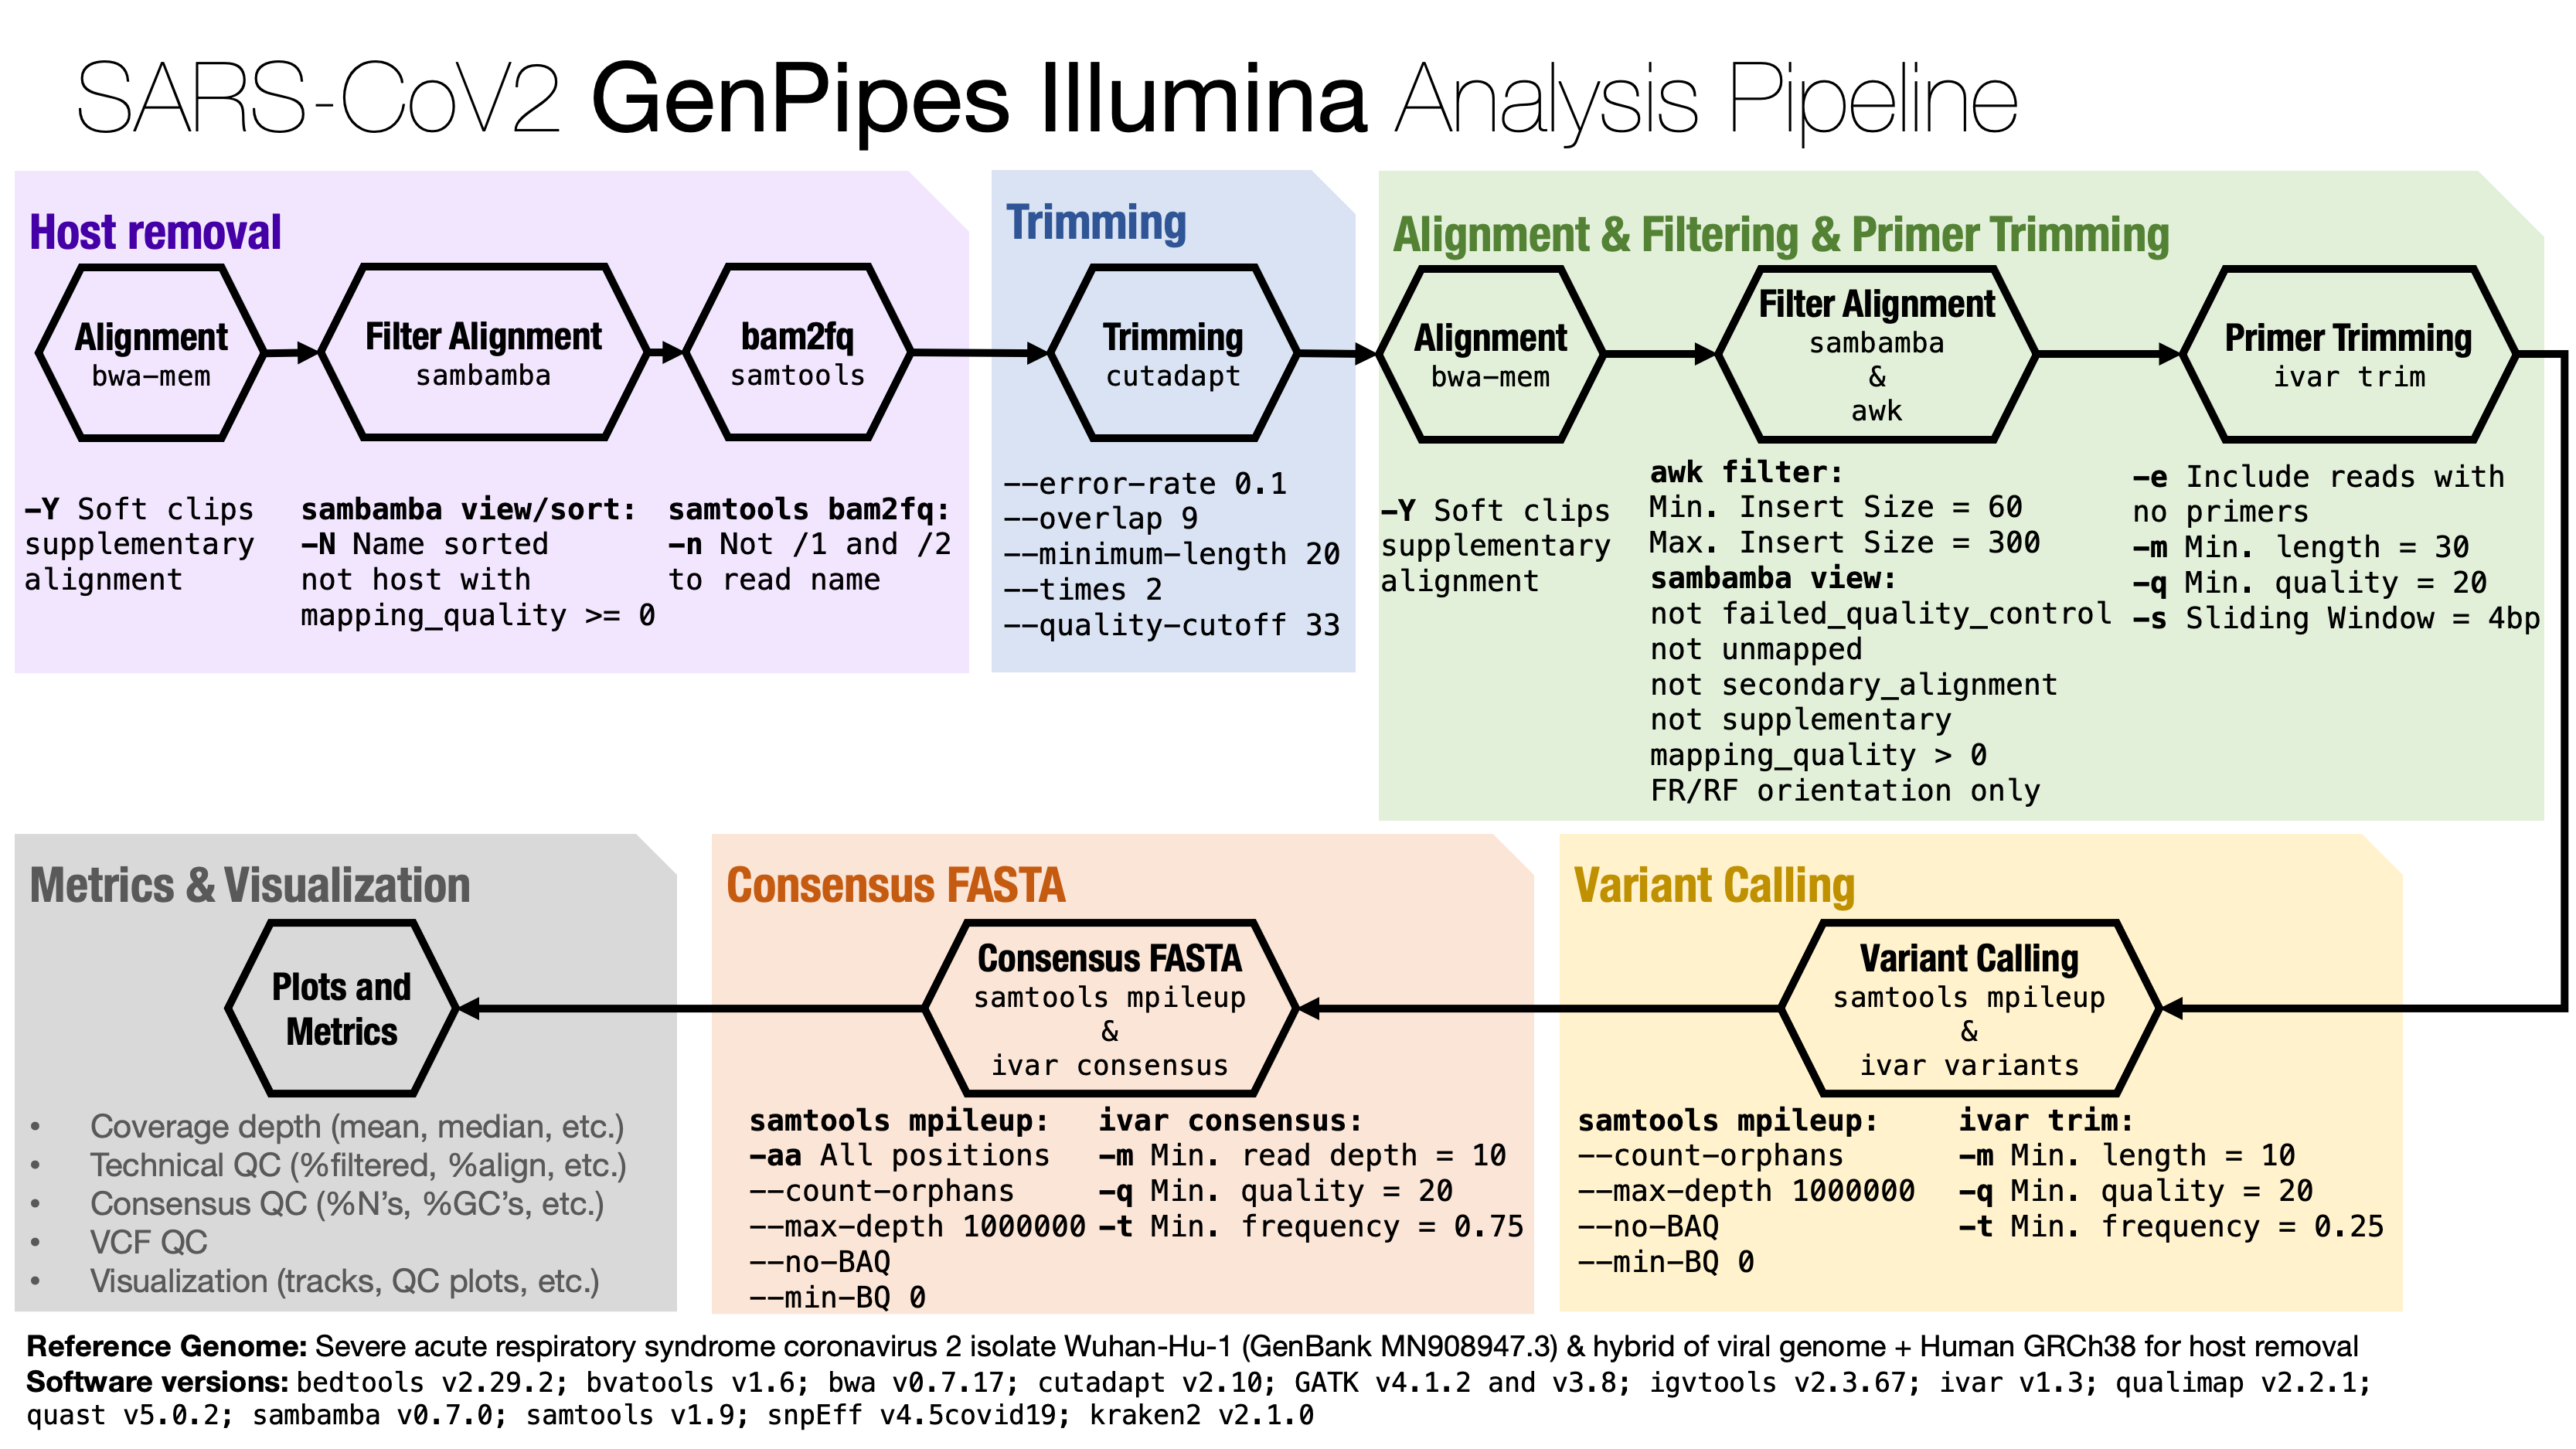 SARS-CoV2 GenPipes Illumina Analysis Pipeline
Host removal
Alignment
bwa-mem
Filter Alignment
sambamba
bam2fq
samtools
-Y Soft clips
supplementary
alignment
sambamba view/sort:
-N Name sorted
not host with
mapping_quality >= 0
samtools bam2fq:
-n Not /1 and /2
to read name
Trimming
Trimming
cutadapt
--error-rate 0.1
--overlap 9
--minimum-length 20
--times 2
--quality-cutoff 33
Alignment & Filtering & Primer Trimming
Alignment
bwa-mem
Filter Alignment
sambamba
&
awk
Primer Trimming
ivar trim
-Y Soft clips
supplementary
alignment
awk filter:
Min. Insert Size = 60
Max. Insert Size = 300
sambamba view:
not failed_quality_control
not unmapped
not secondary_alignment
not supplementary
mapping_quality > 0
FR/RF orientation only
-e Include reads with
no primers
-m Min. length = 30
-q Min. quality = 20
-s Sliding Window = 4bp
Metrics & Visualization
Plots and
Metrics
• Coverage depth (mean, median, etc.)
• Technical QC (%filtered, %align, etc.)
• Consensus QC (%N's, %GC's, etc.)
• VCF QC
• Visualization (tracks, QC plots, etc.)
Consensus FASTA
Consensus FASTA
samtools mpileup
&
ivar consensus
samtools mpileup:
-aa All positions
--count-orphans
--max-depth 1000000
--no-BAQ
--min-BQ 0
ivar consensus:
-m Min. read depth = 10
-q Min. quality = 20
-t Min. frequency = 0.75
Variant Calling
Variant Calling
samtools mpileup
&
ivar variants
samtools mpileup:
--count-orphans
--max-depth 1000000
--no-BAQ
--min-BQ 0
ivar trim:
-m Min. length = 10
-q Min. quality = 20
-t Min. frequency = 0.25
Reference Genome: Severe acute respiratory syndrome coronavirus 2 isolate Wuhan-Hu-1 (GenBank MN908947.3) & hybrid of viral genome + Human GRCh38 for host removal
Software versions: bedtools v2.29.2; bvatools v1.6; bwa v0.7.17; cutadapt v2.10; GATK v4.1.2 and v3.8; igvtools v2.3.67; ivar v1.3; qualimap v2.2.1;
quast v5.0.2; sambamba v0.7.0; samtools v1.9; snpEff v4.5covid19; kraken2 v2.1.0